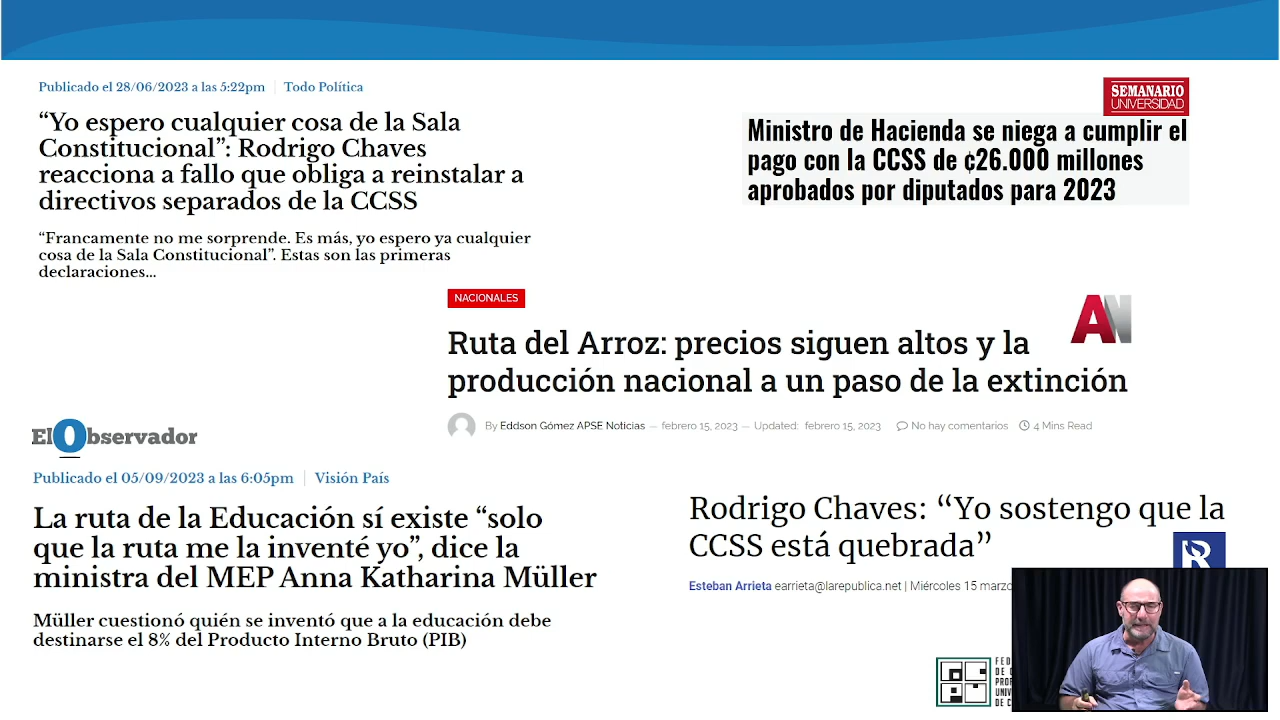 Publicado el 28/06/2023 a las 5:22pm | Todo Política
“Yo espero cualquier cosa de la Sala
Constitucional”: Rodrigo Chaves
reacciona a fallo que obliga a reinstalar a
directivos separados de la CCSS
“Francamente no me sorprende. Es más, yo espero ya cualquier
cosa de la Sala Constitucional”. Estas son las primeras
declaraciones...
SEMANARIO
UNIVERSIDAD
Ministro de Hacienda se niega a cumplir el
pago con la CCSS de ¢26.000 millones
aprobados por diputados para 2023
NACIONALES
AN
Ruta del Arroz: precios siguen altos y la
producción nacional a un paso de la extinción
By Eddson Gómez APSE Noticias — febrero 15, 2023 — Updated: febrero 15, 2023 — No hay comentarios 4 Mins Read
El Observador
Publicado el 05/09/2023 a las 6:05pm | Visión País
La ruta de la Educación sí existe “solo
que la ruta me la inventé yo”, dice la
ministra del MEP Anna Katharina Müller
Müller cuestionó quién se inventó que a la educación debe
destinarse el 8% del Producto Interno Bruto (PIB)
Rodrigo Chaves: “Yo sostengo que la
CCSS está quebrada”
R
Esteban Arrieta earrieta@larepublica.net | Miércoles 15 marzo
FED
DE C
PROF
UNIV
DE C